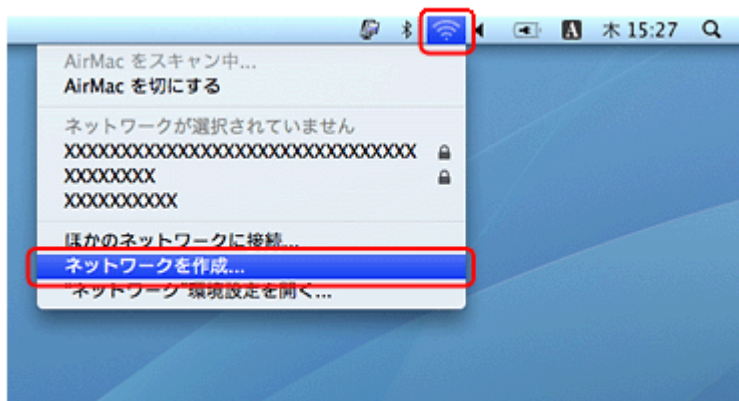 A 木 15:27
AirMac をスキャン中...
AirMac を切にする
ネットワークが選択されていません
XXXXXXXXXXXXXXXXXXXXXXXXXXXXXXX
XXXXXXXX
XXXXXXXXXX
ほかのネットワークに接続...
ネットワークを作成...
“ネットワーク”環境設定を開く...